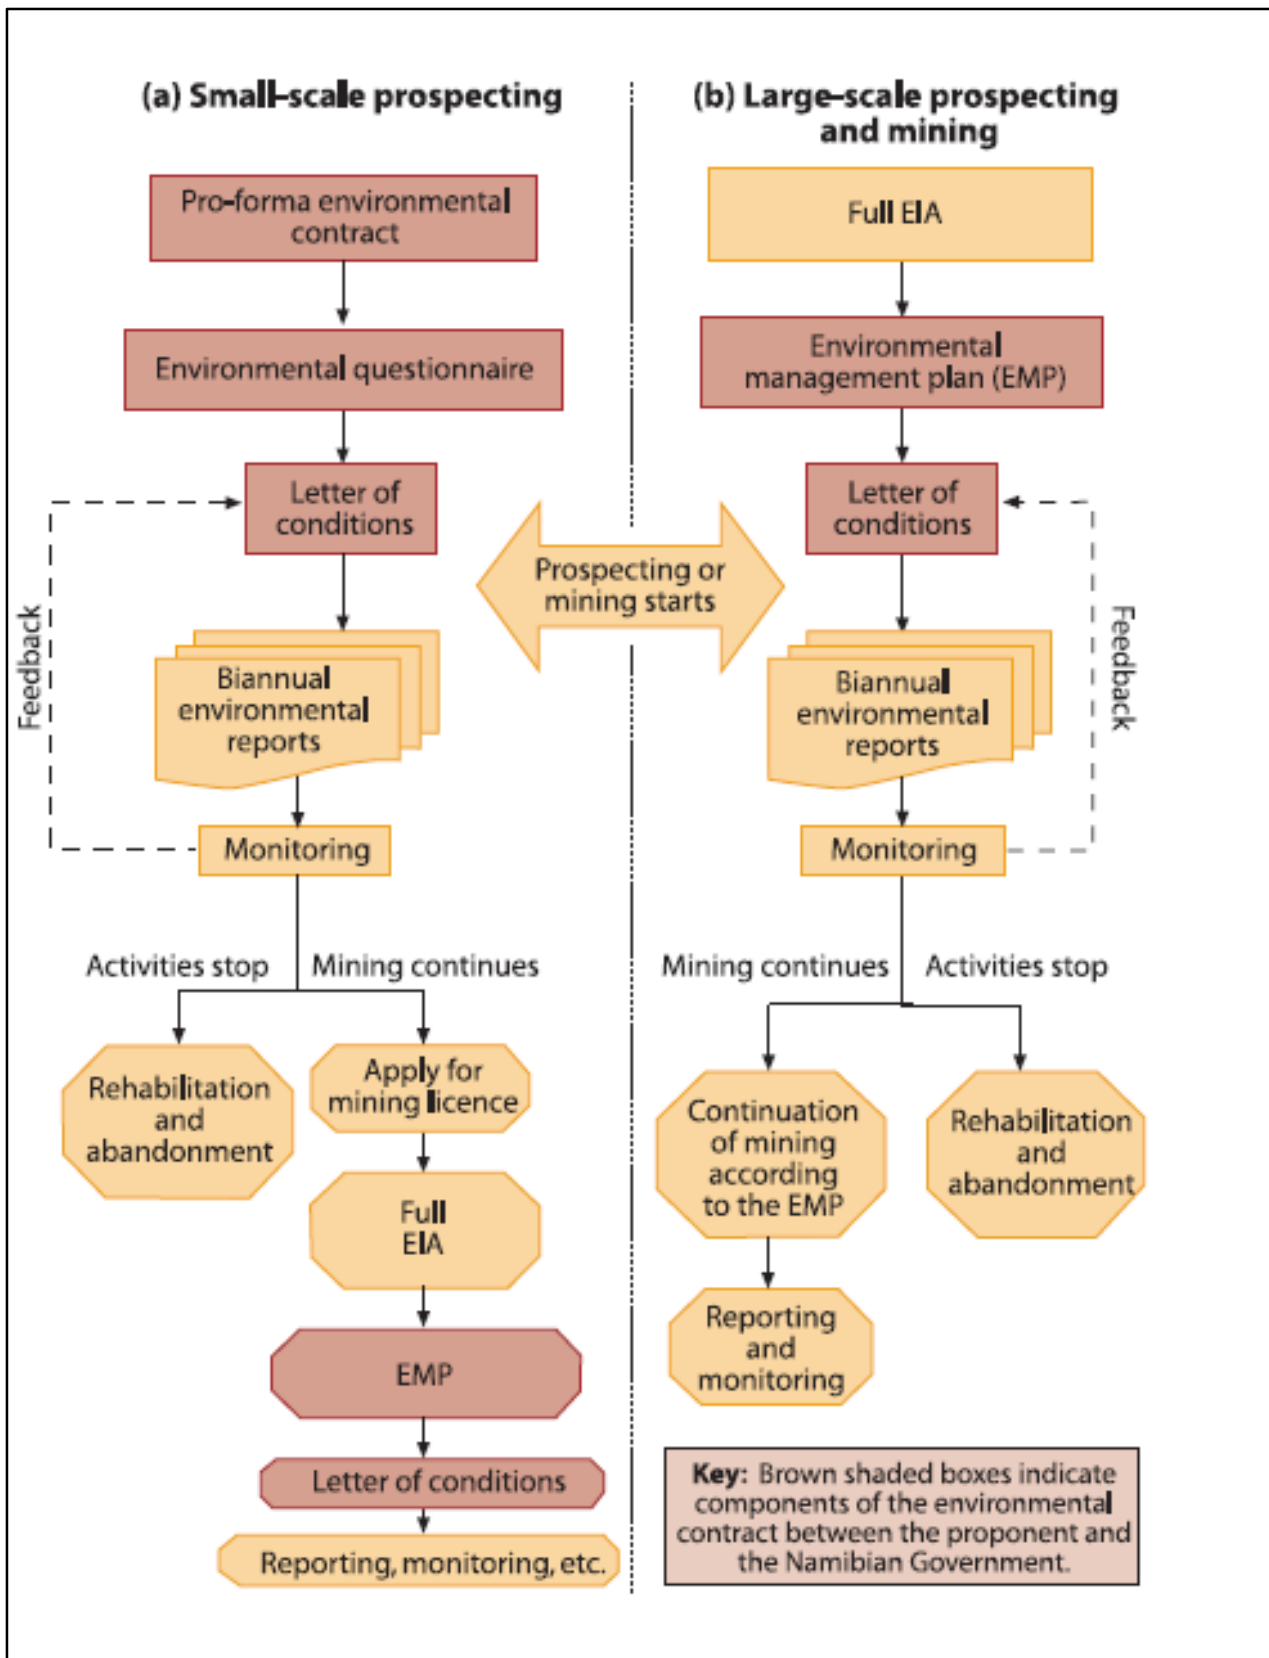 (a) Small-scale prospecting
Pro-forma environmental
contract
Environmental questionnaire
Letter of
conditions
Feedback
Biannual
environmental
reports
Monitoring
Activities stop
Mining continues
Rehabilitation
and
abandonment
Apply for
mining licence
Full
EIA
EMP
Letter of conditions
Reporting, monitoring, etc.
Prospecting or
mining starts
(b) Large-scale prospecting
and mining
Full EIA
Environmental
management plan (EMP)
Letter of
conditions
Feedback
Biannual
environmental
reports
Monitoring
Mining continues
Activities stop
Continuation
of mining
according
to the EMP
Rehabilitation
and
abandonment
Reporting
and
monitoring
Key: Brown shaded boxes indicate
components of the environmental
contract between the proponent and
the Namibian Government.